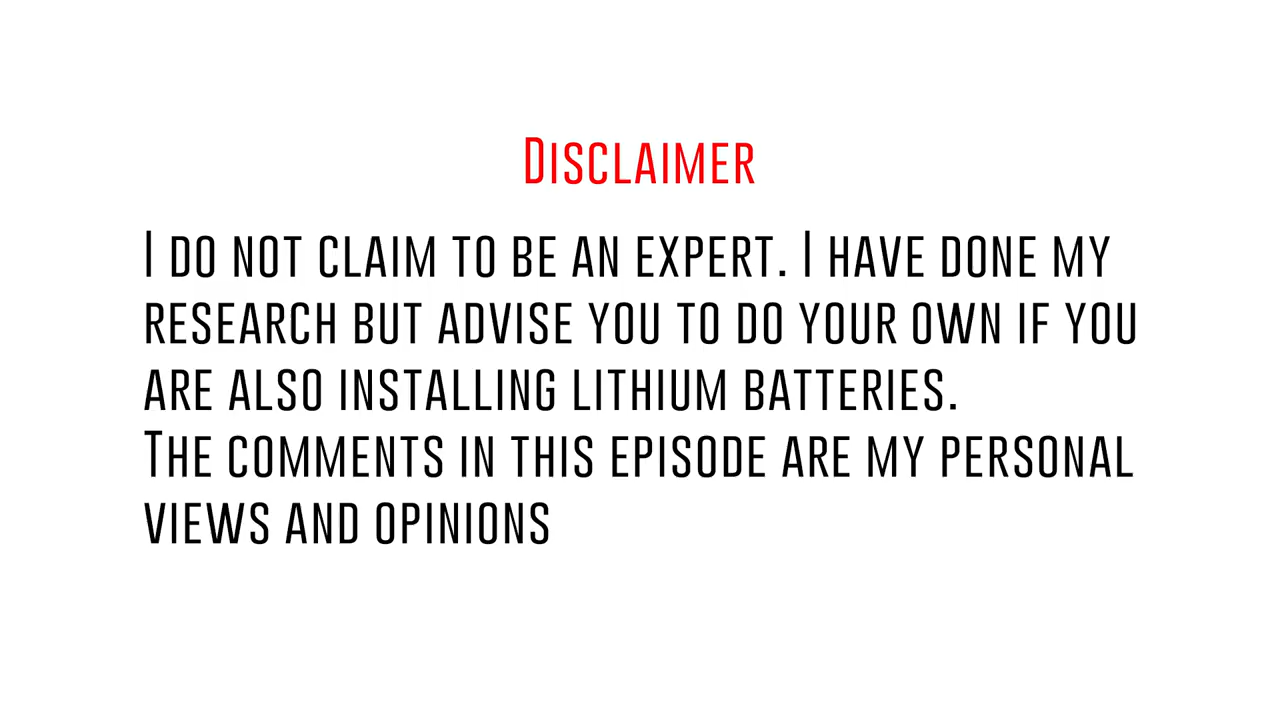 Disclaimer
I do not claim to be an expert. I have done my
research but advise you to do your own if you
are also installing lithium batteries.
The comments in this episode are my personal
views and opinions